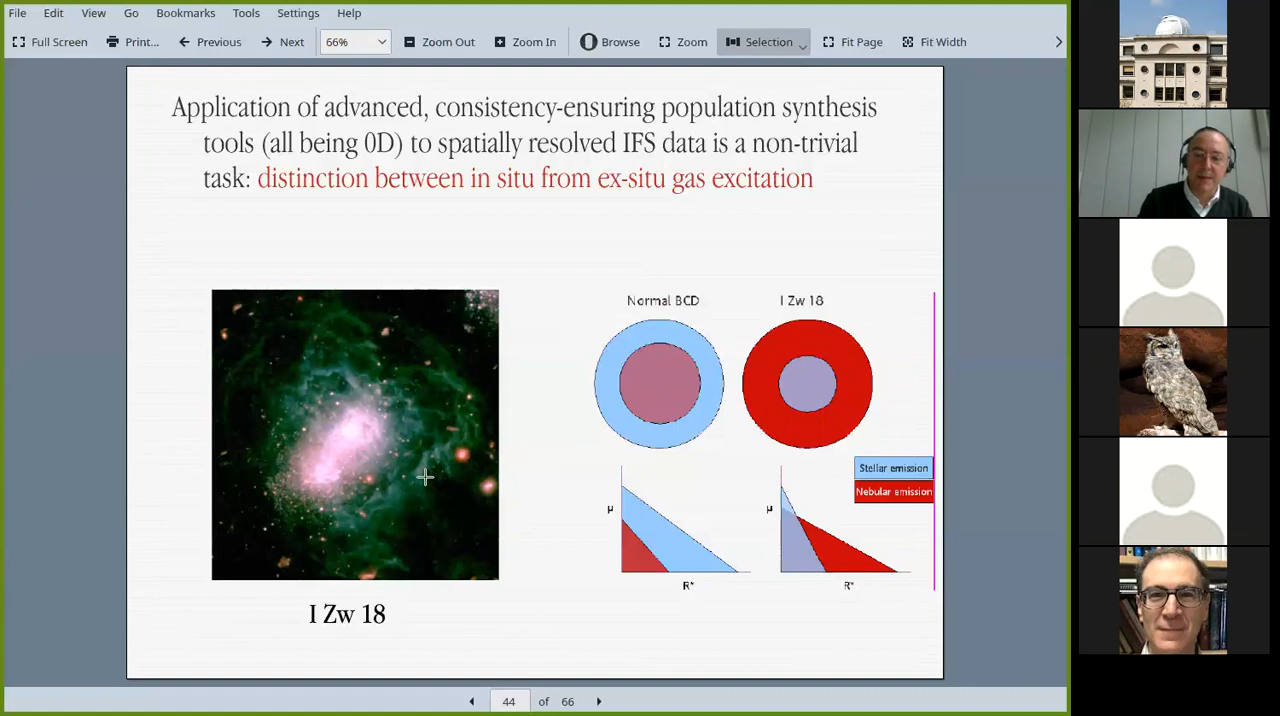 File Edit View Go Bookmarks Tools Settings Help
Full Screen Print... Previous Next 66% Zoom Out Zoom In Browse Zoom Selection Fit Page Fit Width
Application of advanced, consistency-ensuring population synthesis
tools (all being 0D) to spatially resolved IFS data is a non-trivial
task: distinction between in situ from ex-situ gas excitation
Normal BCD I Zw 18
Stellar emission
Nebular emission
μ μ
R* R*
I Zw 18
44 of 66